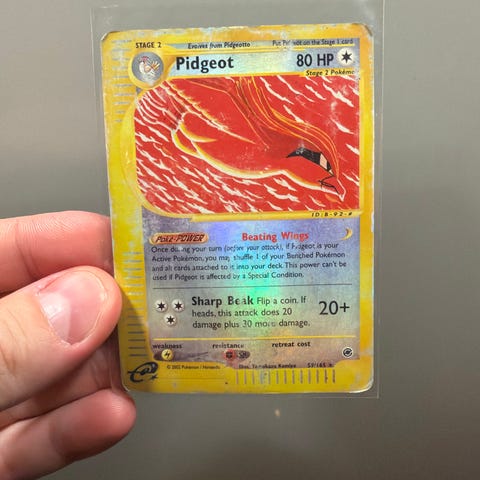 STAGE 2 Evolves from Pidgeotto Put Pidgeot on the Stage 1 card
Pidgeot 80 HP
Stage 2 Pokémo
ID/B-92-#
POKé-POWER Beating Wings
Once during your turn (before your attack), if Pidgeot is your
Active Pokémon, you may shuffle 1 of your Benched Pokémon
and all cards attached to it into your deck. This power can't be
used if Pidgeot is affected by a Special Condition.
Sharp Beak Flip a coin. If
heads, this attack does 20
damage plus 30 more damage.
20+
weakness resistance retreat cost
-30
Illus. Tomokazu Komiya 59/165 ★
© 2002 Pokémon / Nintendo
e